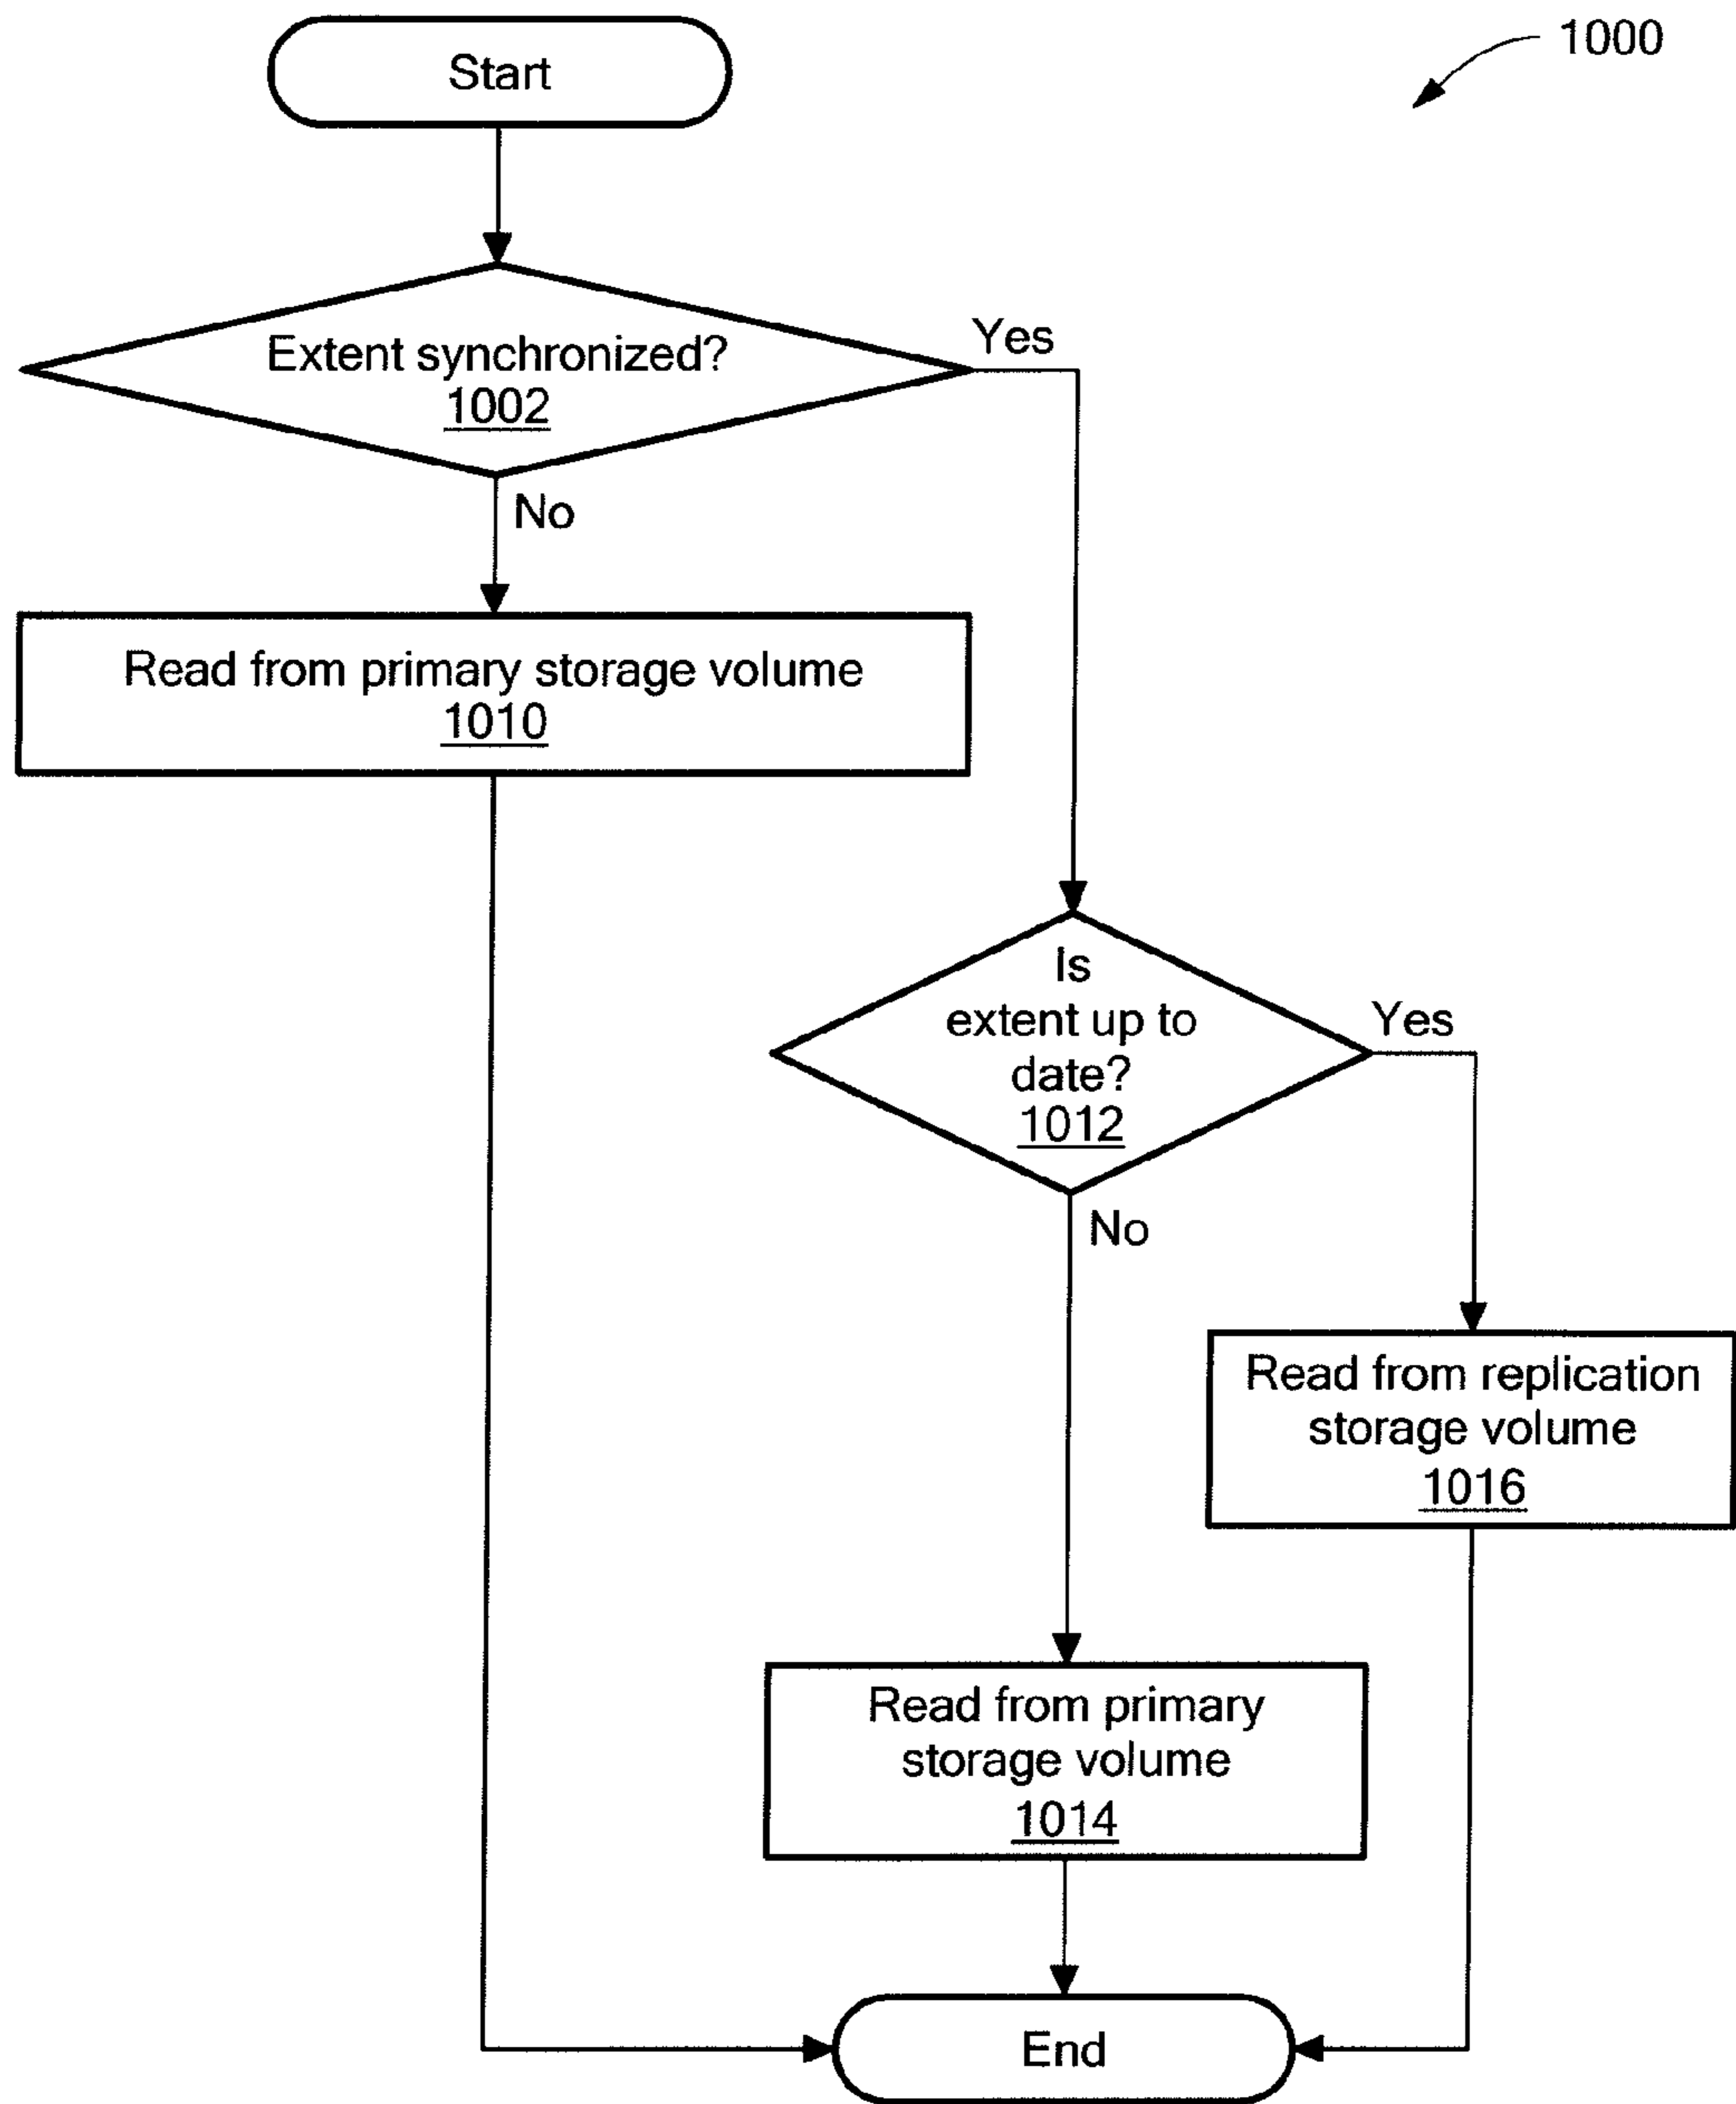 1000
Start
Extent synchronized?
1002
Yes
No
Read from primary storage volume
1010
Is
extent up to
date?
1012
Yes
No
Read from replication
storage volume
1016
Read from primary
storage volume
1014
End